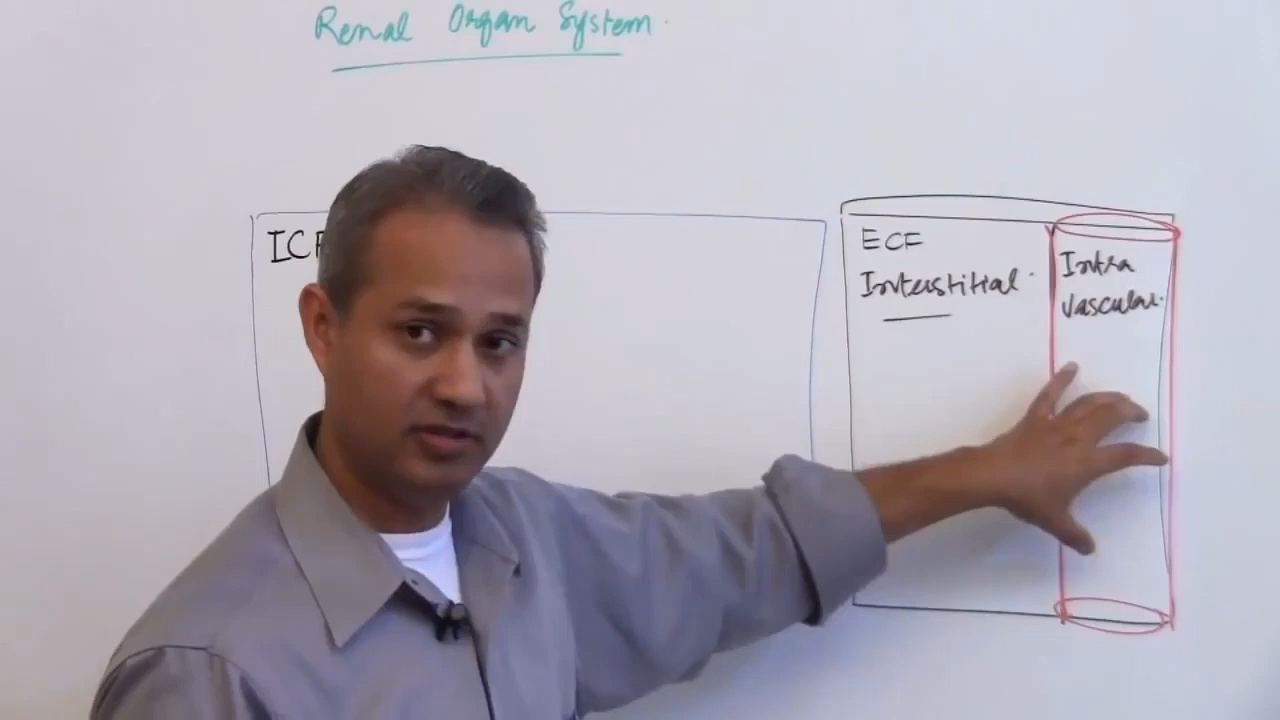 Renal Organ System.
ICF
ECF
Interstitial.
Intra
vascular.